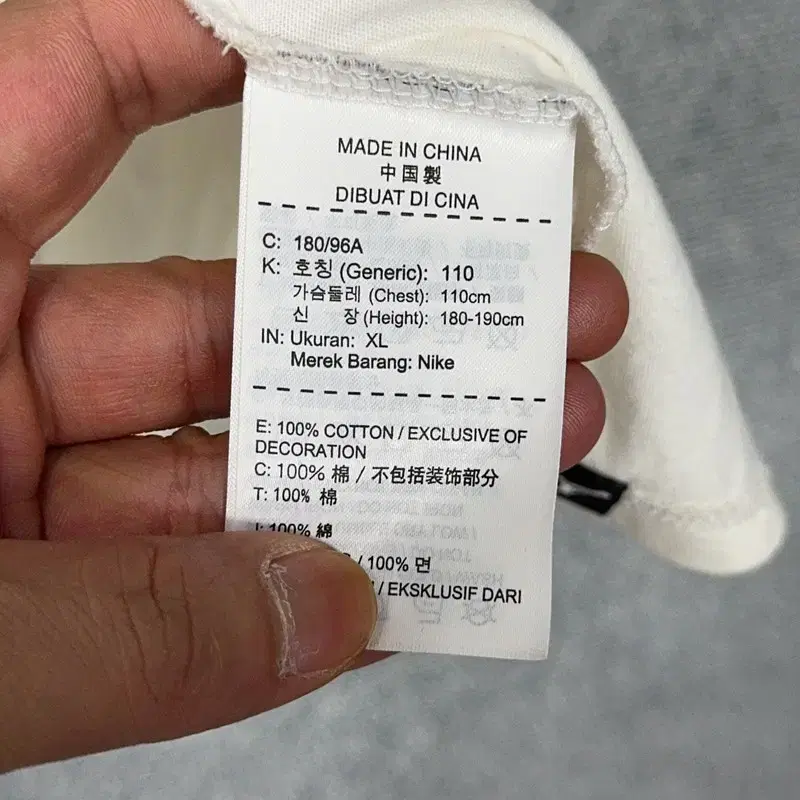 MADE IN CHINA
中国製
DIBUAT DI CINA
C: 180/96A
K: 호칭 (Generic): 110
가슴둘레 (Chest): 110cm
신 장 (Height): 180-190cm
IN: Ukuran: XL
Merek Barang: Nike
E: 100% COTTON / EXCLUSIVE OF
DECORATION
C: 100% 棉 / 不包括装饰部分
T: 100% 棉
100% 綿
/ 100% 면
/ EKSKLUSIF DARI